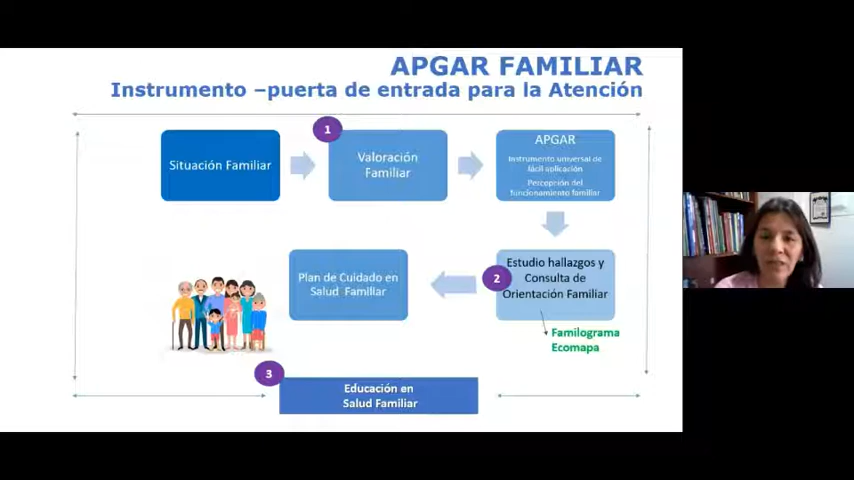 APGAR FAMILIAR
Instrumento –puerta de entrada para la Atención
Situación Familiar
1
Valoración
Familiar
APGAR
Instrumento universal de
fácil aplicación
Percepción del
funcionamiento familiar
2
Estudio hallazgos y
Consulta de
Orientación Familiar
Familograma
Ecomapa
Plan de Cuidado en
Salud Familiar
3
Educación en
Salud Familiar